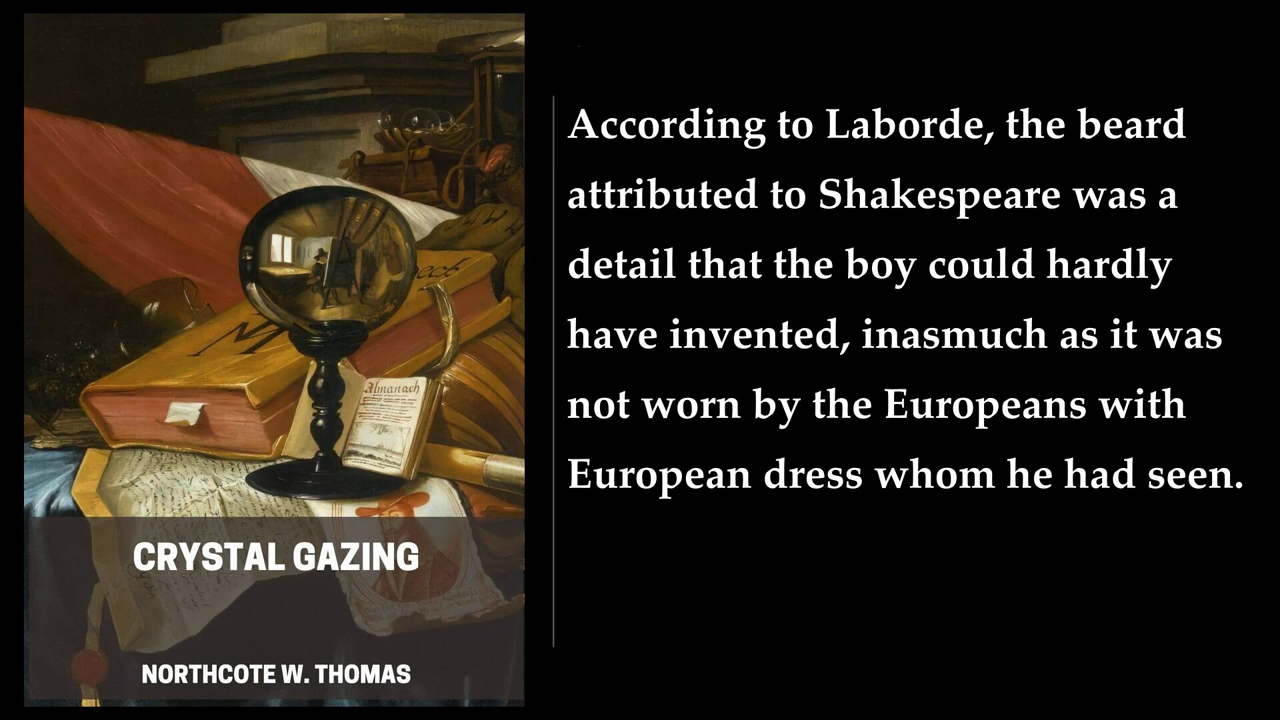 M
Almanach
CRYSTAL GAZING
NORTHCOTE W. THOMAS
According to Laborde, the beard
attributed to Shakespeare was a
detail that the boy could hardly
have invented, inasmuch as it was
not worn by the Europeans with
European dress whom he had seen.